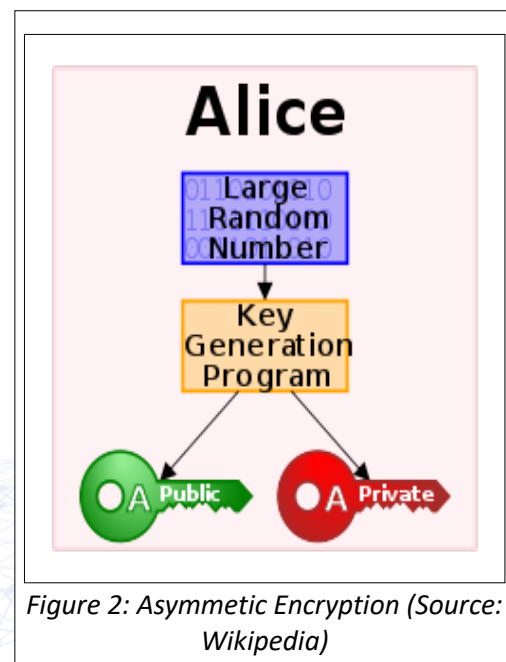 Alice
Large
Random
Number
Key
Generation
Program
A Public
A Private
Figure 2: Asymmetic Encryption (Source:
Wikipedia)